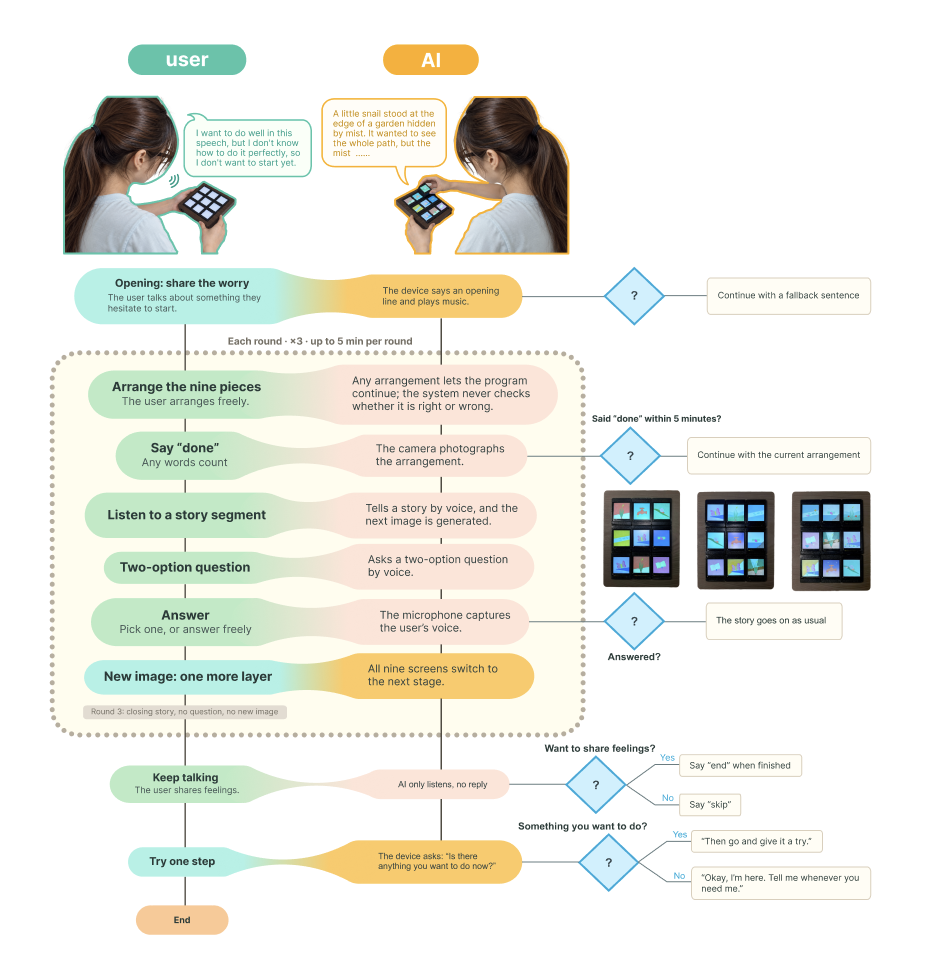 user
AI
I want to do well in this
speech, but I don't know
how to do it perfectly, so
I don't want to start yet.
A little snail stood at the
edge of a garden hidden
by mist. It wanted to see
the whole path, but the
mist ......
Opening: share the worry
The user talks about something they
hesitate to start.
The device says an opening
line and plays music.
?
Continue with a fallback sentence
Each round · ×3 · up to 5 min per round
Arrange the nine pieces
The user arranges freely.
Any arrangement lets the program
continue; the system never checks
whether it is right or wrong.
Said “done” within 5 minutes?
Say “done”
Any words count
The camera photographs
the arrangement.
?
Continue with the current arrangement
Listen to a story segment
Tells a story by voice, and the
next image is generated.
Two-option question
Asks a two-option question
by voice.
Answer
Pick one, or answer freely
The microphone captures
the user’s voice.
?
The story goes on as usual
Answered?
New image: one more layer
All nine screens switch to
the next stage.
Round 3: closing story, no question, no new image
Want to share feelings?
Keep talking
The user shares feelings.
AI only listens, no reply
?
Yes
Say “end” when finished
No
Say “skip”
Something you want to do?
Try one step
The device asks: “Is there
anything you want to do now?”
?
Yes
“Then go and give it a try.”
No
“Okay, I’m here. Tell me whenever you
need me.”
End